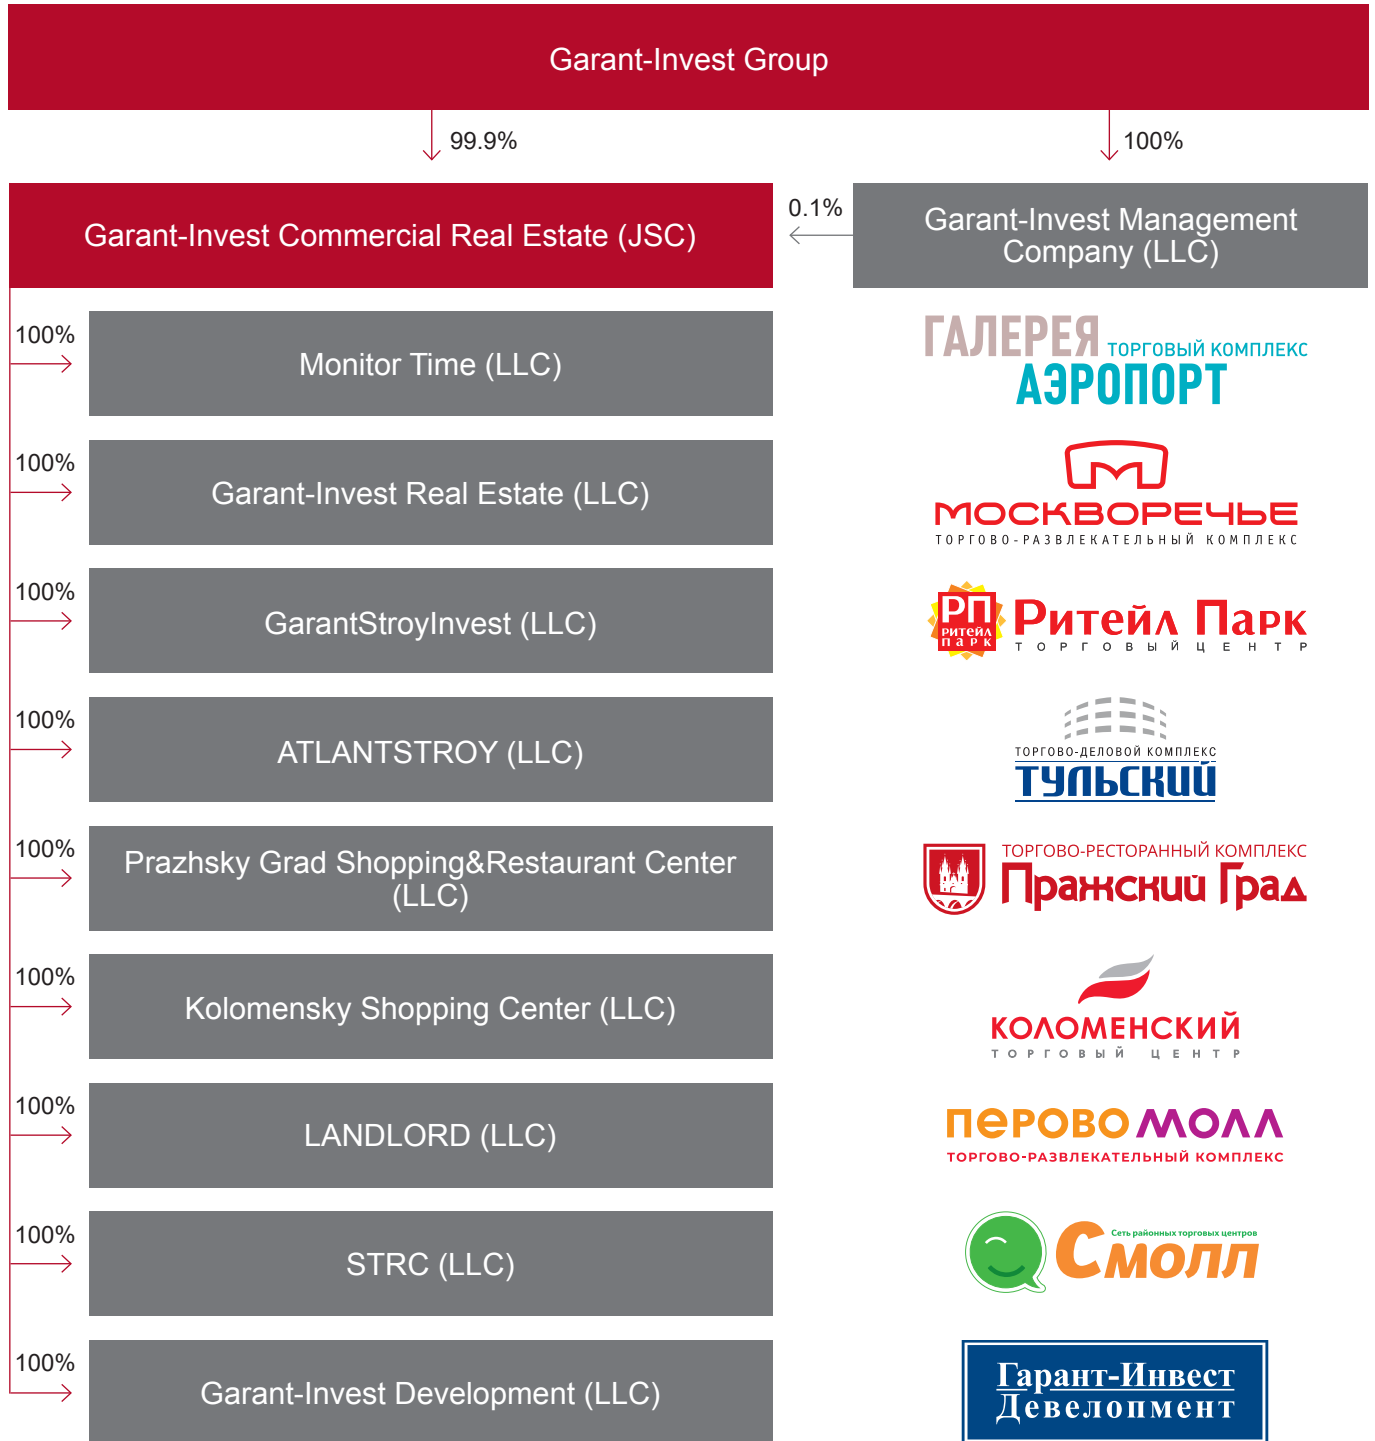 Garant-Invest Group
99.9%
100%
Garant-Invest Commercial Real Estate (JSC)
0.1%
Garant-Invest Management
Company (LLC)
100%
Monitor Time (LLC)
ГАЛЕРЕЯ
ТОРГОВЫЙ КОМПЛЕКС
АЭРОПОРТ
100%
Garant-Invest Real Estate (LLC)
МОСКВОРЕЧЬЕ
ТОРГОВО-РАЗВЛЕКАТЕЛЬНЫЙ КОМПЛЕКС
100%
GarantStroyInvest (LLC)
РП
РИТЕЙЛ
ПАРК
Ритейл Парк
ТОРГОВЫЙ ЦЕНТР
100%
ATLANTSTROY (LLC)
ТОРГОВО-ДЕЛОВОЙ КОМПЛЕКС
ТУЛЬСКИЙ
100%
Prazhsky Grad Shopping&Restaurant Center
(LLC)
ТОРГОВО-РЕСТОРАННЫЙ КОМПЛЕКС
Пражский Град
100%
Kolomensky Shopping Center (LLC)
КОЛОМЕНСКИЙ
ТОРГОВЫЙ ЦЕНТР
100%
LANDLORD (LLC)
ПЕРОВО МОЛЛ
ТОРГОВО-РАЗВЛЕКАТЕЛЬНЫЙ КОМПЛЕКС
100%
STRC (LLC)
Сеть районных торговых центров
Смолл
100%
Garant-Invest Development (LLC)
Гарант-Инвест
Девелопмент